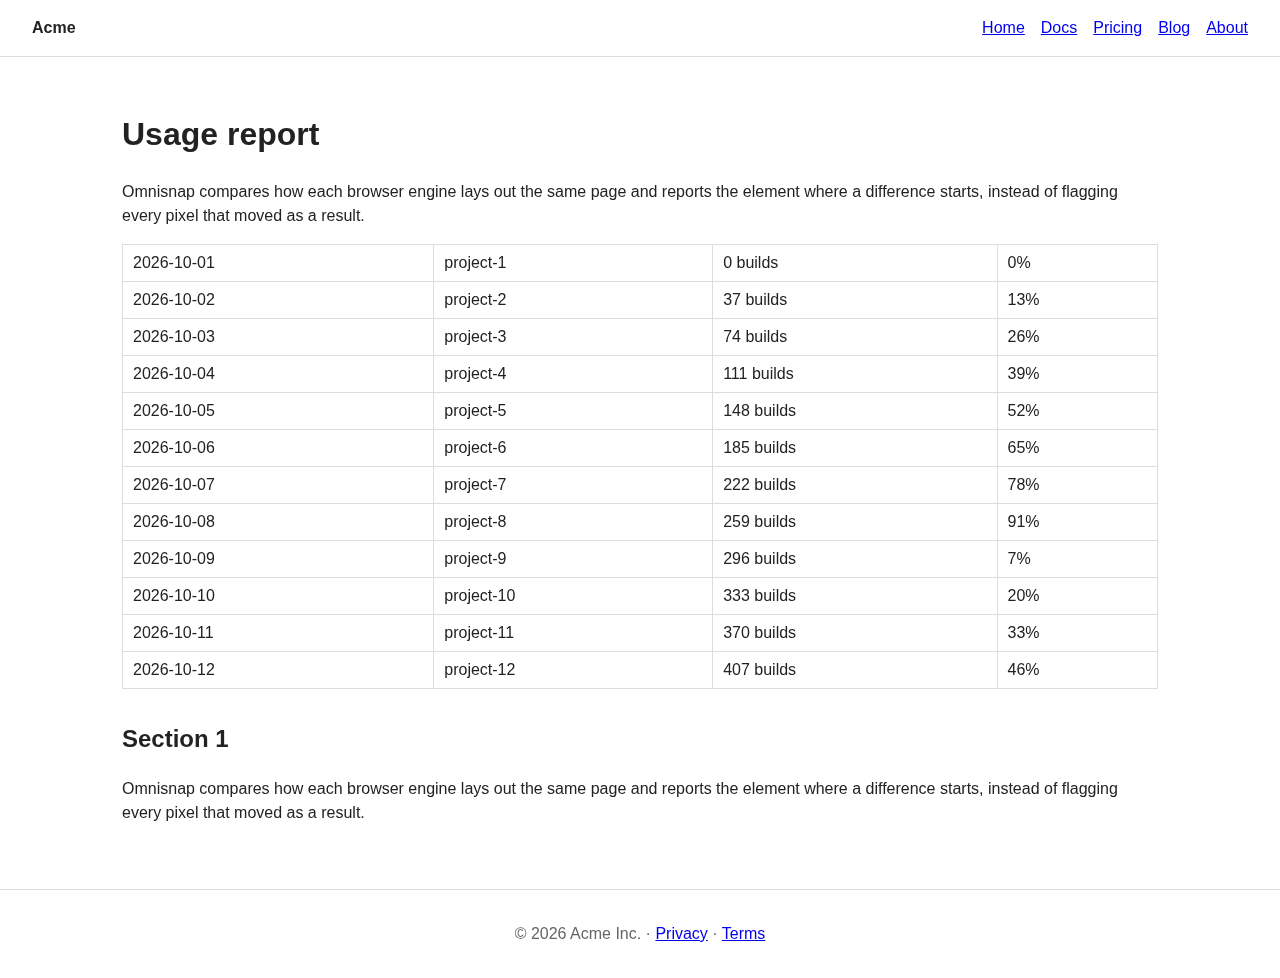 Acme
Home Docs Pricing Blog About
Usage report
Omnisnap compares how each browser engine lays out the same page and reports the element where a difference starts, instead of flagging
every pixel that moved as a result.
2026-10-01 project-1 0 builds 0%
2026-10-02 project-2 37 builds 13%
2026-10-03 project-3 74 builds 26%
2026-10-04 project-4 111 builds 39%
2026-10-05 project-5 148 builds 52%
2026-10-06 project-6 185 builds 65%
2026-10-07 project-7 222 builds 78%
2026-10-08 project-8 259 builds 91%
2026-10-09 project-9 296 builds 7%
2026-10-10 project-10 333 builds 20%
2026-10-11 project-11 370 builds 33%
2026-10-12 project-12 407 builds 46%
Section 1
Omnisnap compares how each browser engine lays out the same page and reports the element where a difference starts, instead of flagging
every pixel that moved as a result.
© 2026 Acme Inc. · Privacy · Terms